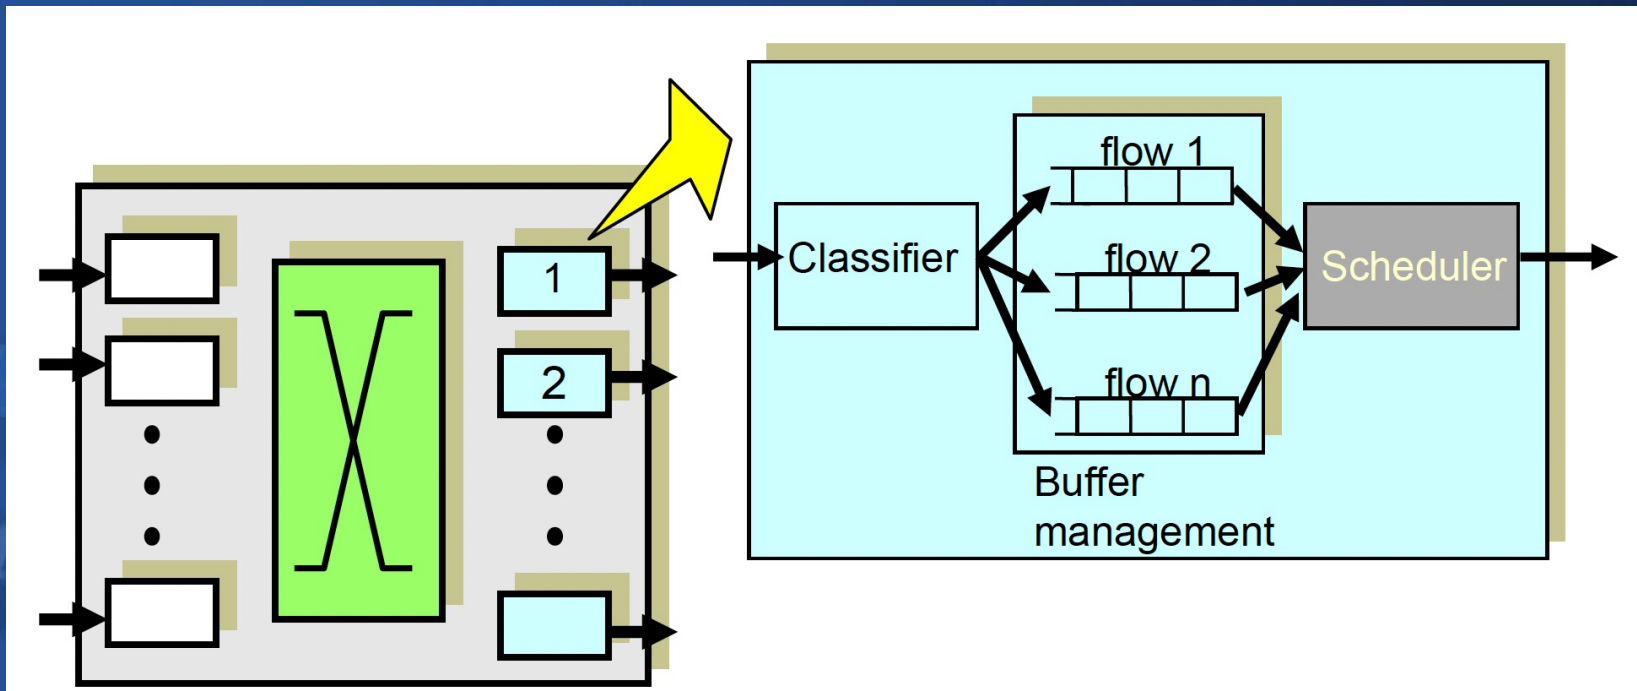 1
2
Classifier
flow 1
flow 2
flow n
Buffer
management
Scheduler